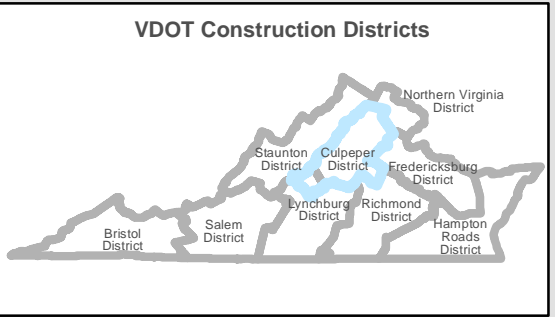 VDOT Construction Districts
Northern Virginia
District
Staunton
District
Culpeper
District
Fredericksburg
District
Lynchburg
District
Richmond
District
Hampton
Roads
District
Salem
District
Bristol
District